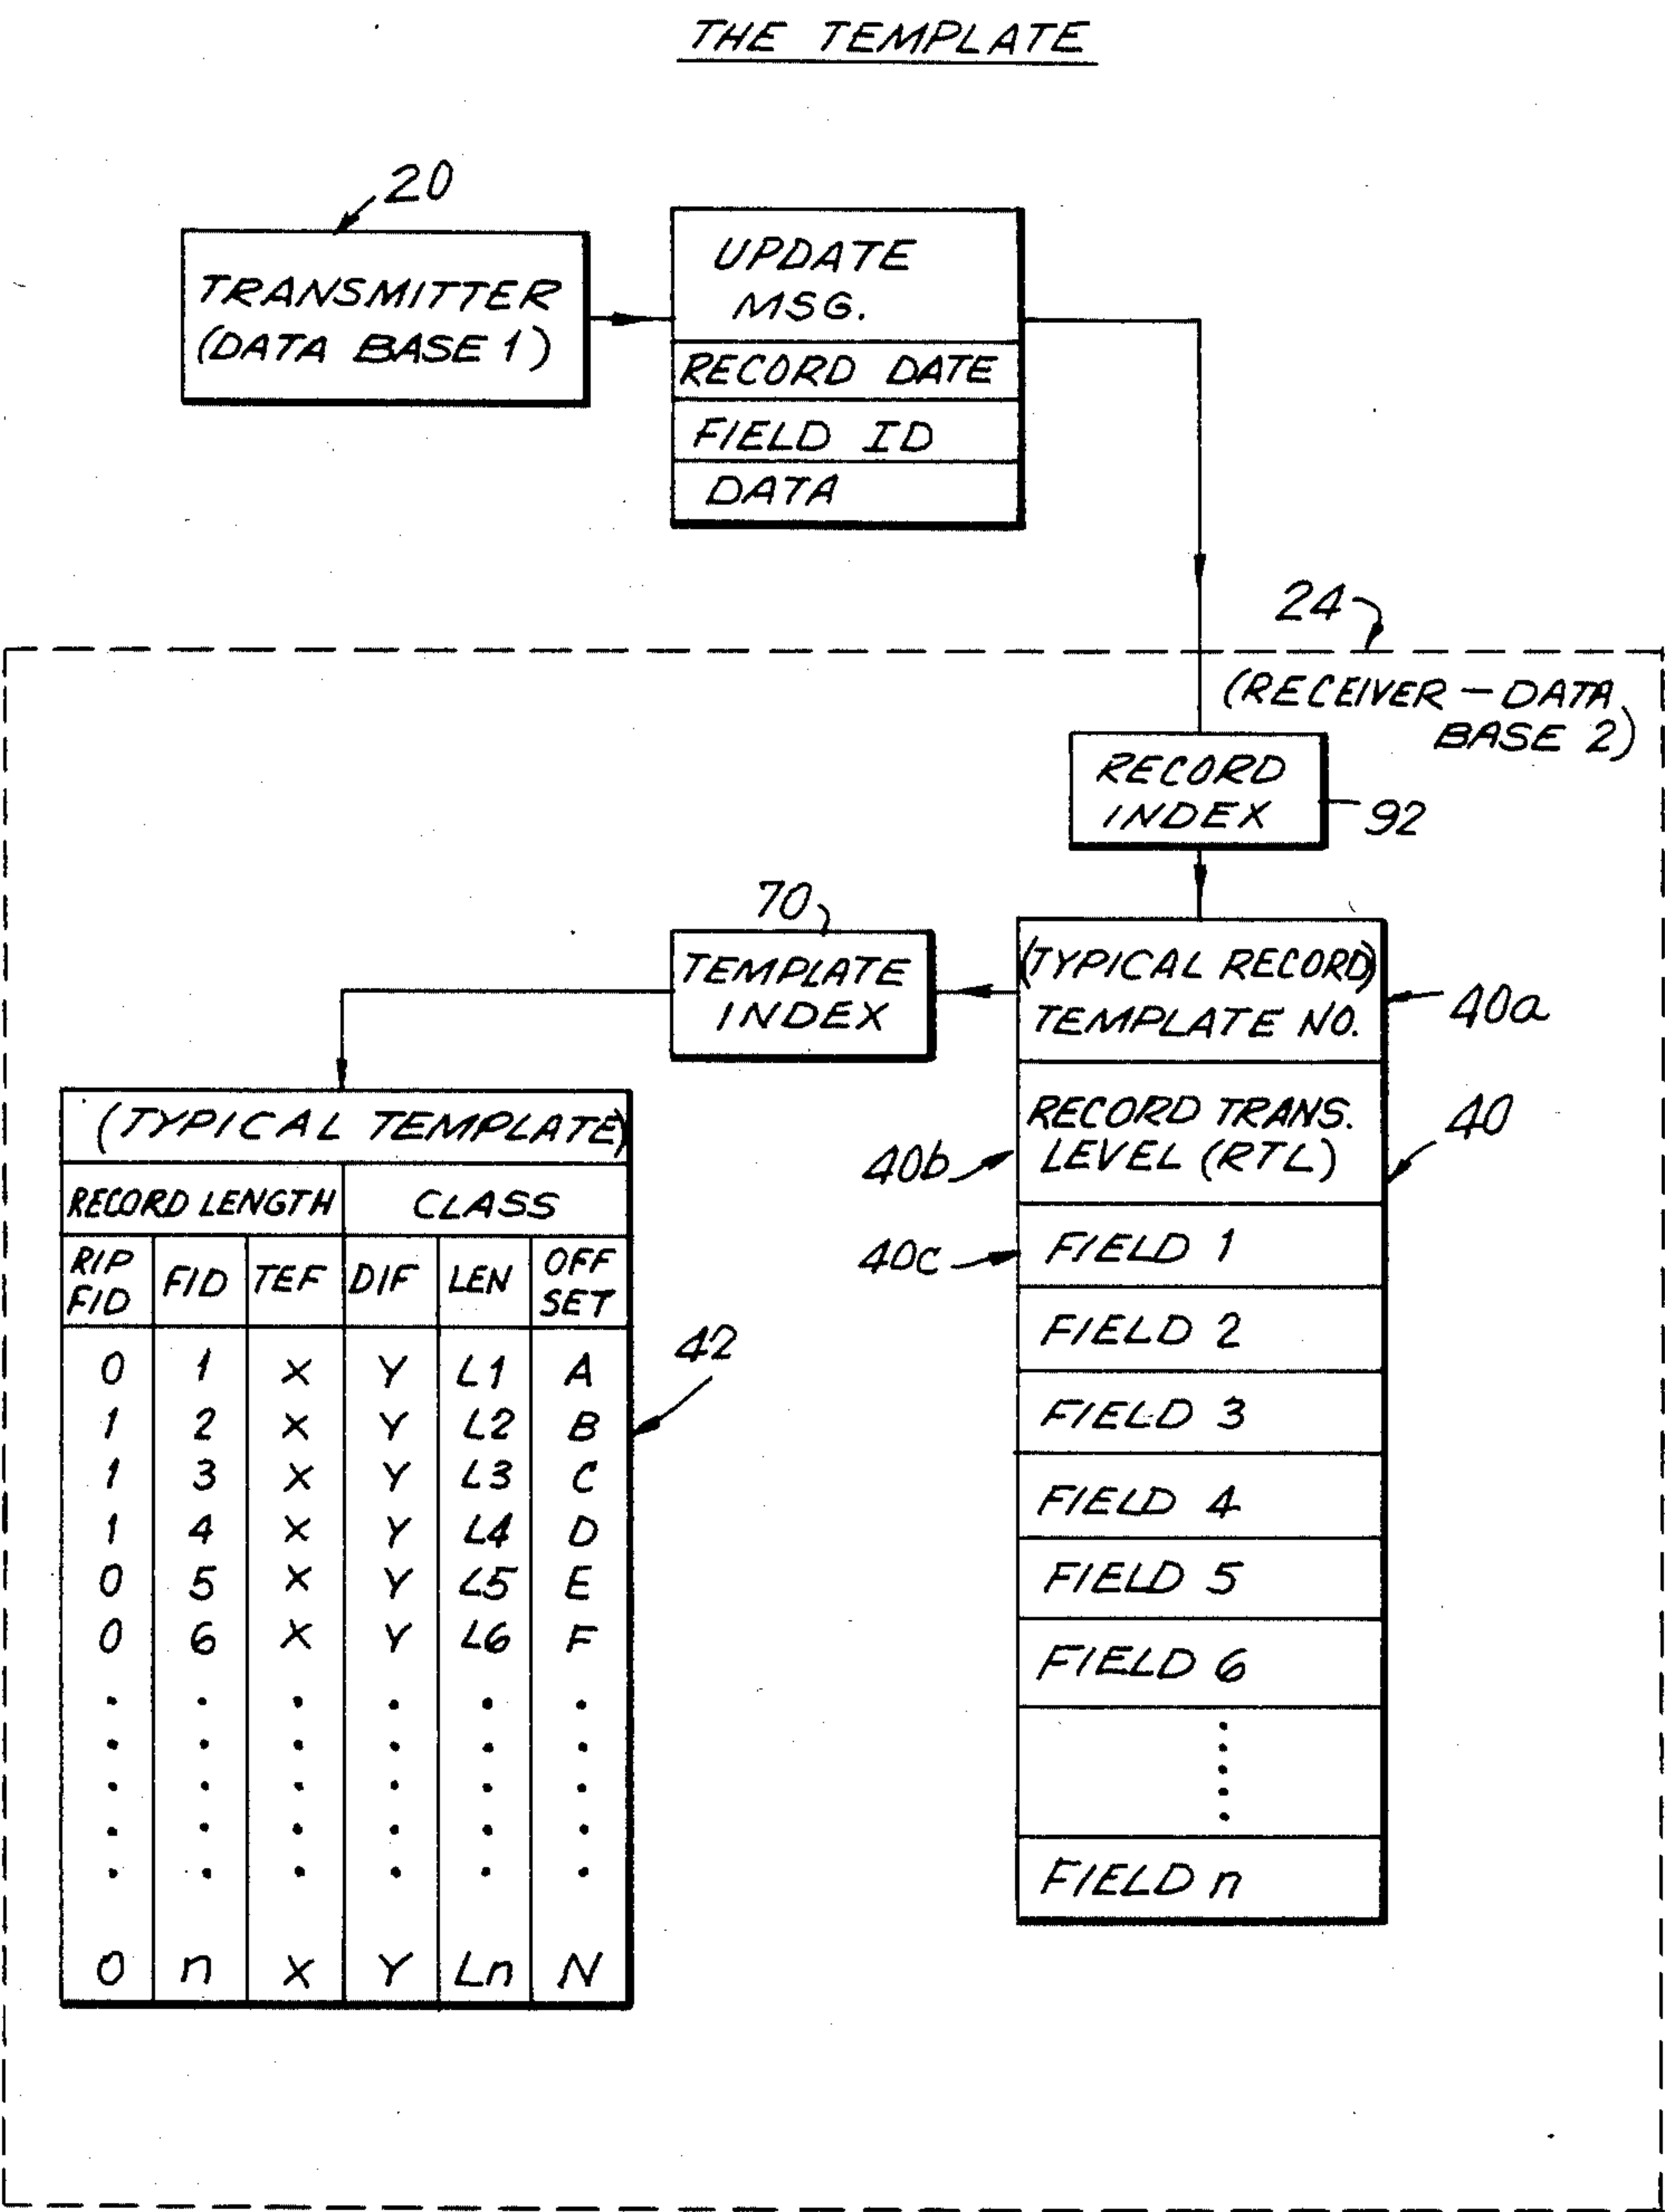 THE TEMPLATE
20
TRANSMITTER
(DATA BASE 1)
UPDATE
MSG.
RECORD DATE
FIELD ID
DATA
24
(RECEIVER - DATA
BASE 2)
RECORD
INDEX
92
70
TEMPLATE
INDEX
(TYPICAL RECORD)
TEMPLATE NO.
40a
RECORD TRANS.
LEVEL (RTL)
40b
40
40c
FIELD 1
FIELD 2
FIELD 3
FIELD 4
FIELD 5
FIELD 6
FIELD n
(TYPICAL TEMPLATE)
RECORD LENGTH CLASS
RIP FID FID TEF DIF LEN OFF SET
0 1 X Y L1 A
1 2 X Y L2 B
1 3 X Y L3 C
1 4 X Y L4 D
0 5 X Y L5 E
0 6 X Y L6 F
0 n X Y Ln N
42